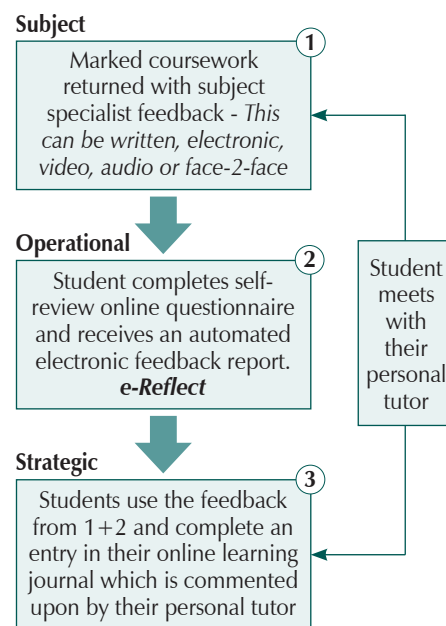 Subject
1
Marked coursework
returned with subject
specialist feedback - This
can be written, electronic,
video, audio or face-2-face
Operational
2
Student completes self-
review online questionnaire
and receives an automated
electronic feedback report.
e-Reflect
Strategic
3
Students use the feedback
from 1+2 and complete an
entry in their online learning
journal which is commented
upon by their personal tutor
Student
meets
with
their
personal
tutor